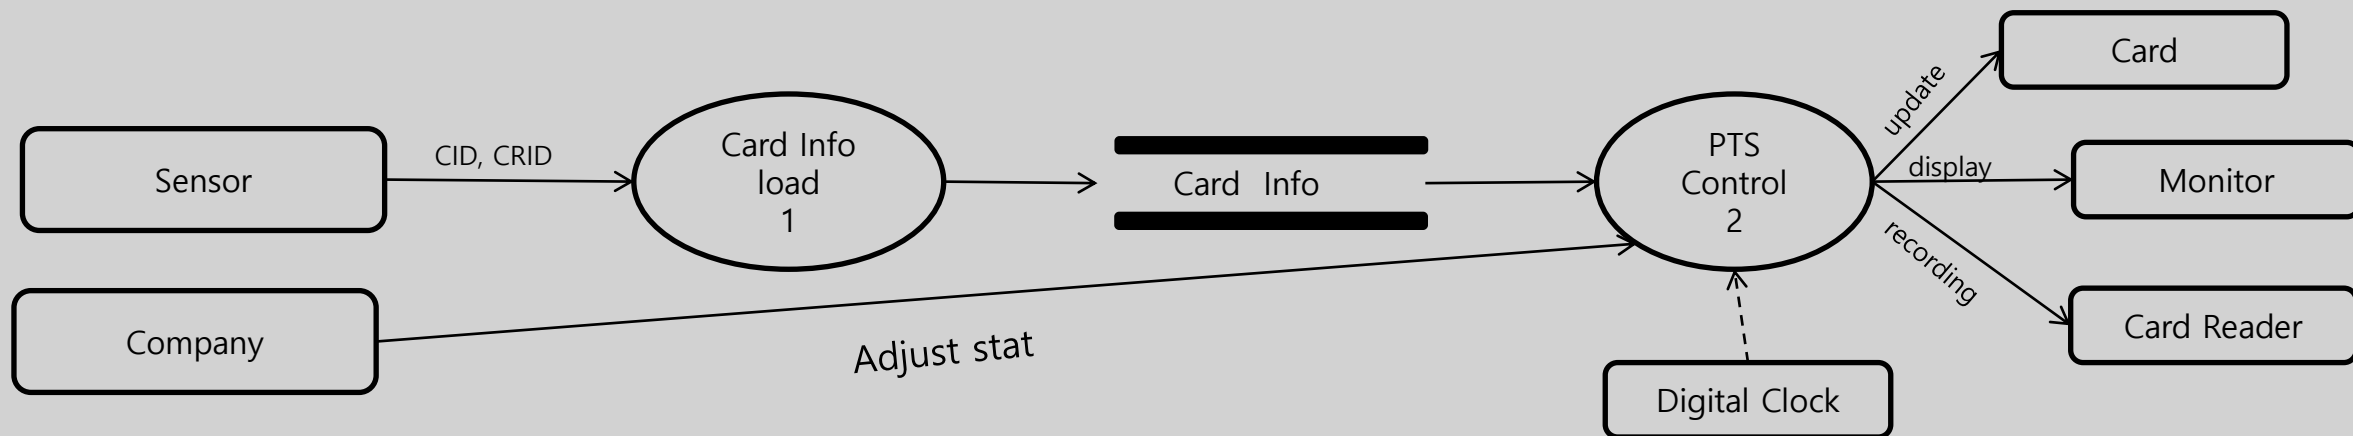 Card
update
Sensor
CID, CRID
Card Info
load
1
Card Info
PTS
Control
2
display
Monitor
recording
Company
Adjust stat
Card Reader
Digital Clock